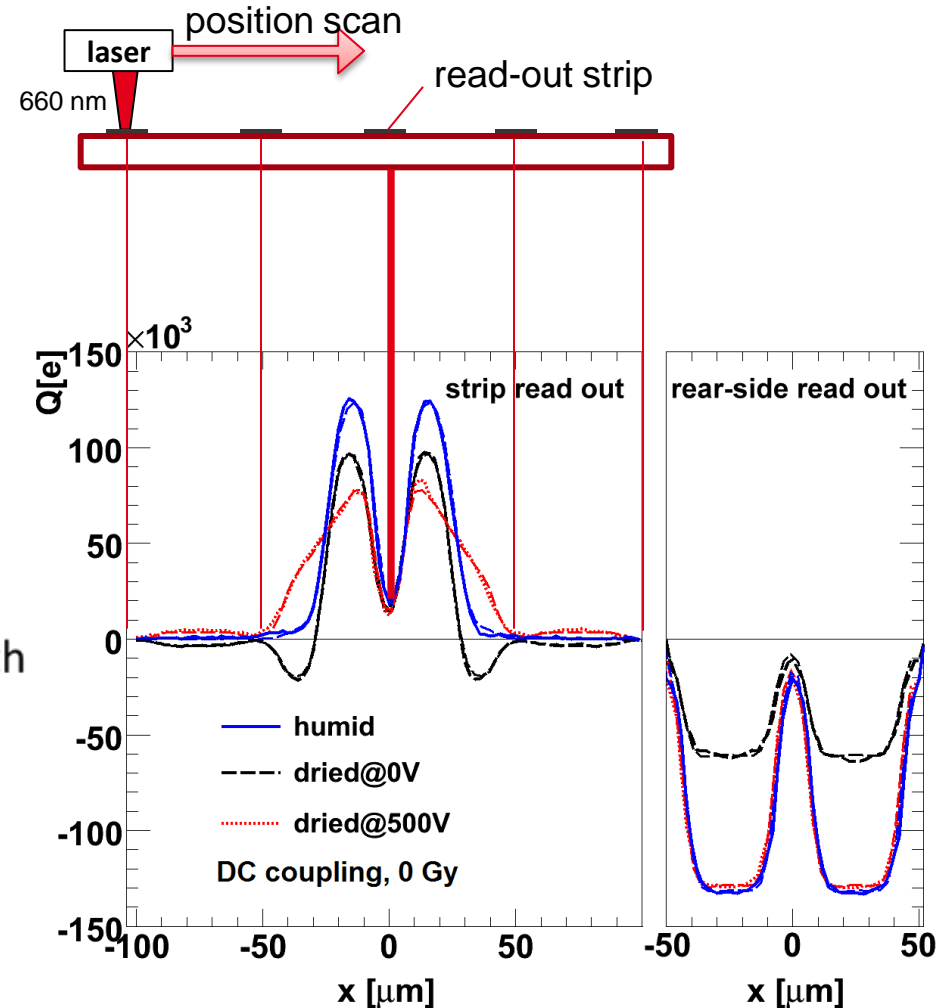 position scan
laser
read-out strip
660 nm
×10³
Q[e]
150
100
50
0
-50
-100
-150
strip read out
rear-side read out
h
humid
dried@0V
dried@500V
DC coupling, 0 Gy
-100 -50 0 50
-50 0 50
x [μm]
x [μm]